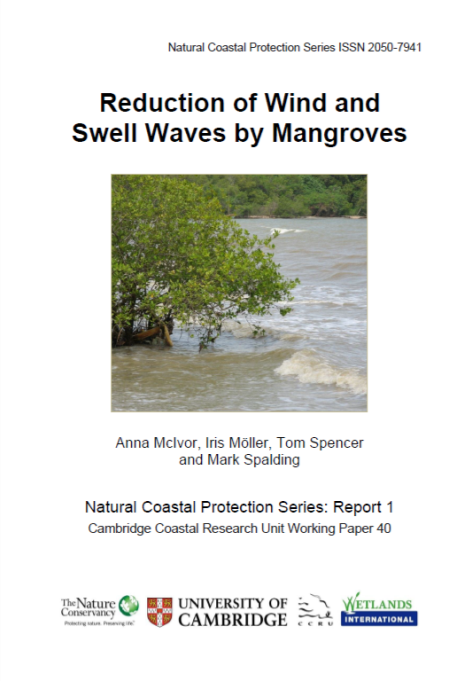 Natural Coastal Protection Series ISSN 2050-7941
Reduction of Wind and
Swell Waves by Mangroves
Anna McIvor, Iris Möller, Tom Spencer
and Mark Spalding
Natural Coastal Protection Series: Report 1
Cambridge Coastal Research Unit Working Paper 40
The Nature
Conservancy
Protecting nature. Preserving life.
UNIVERSITY OF
CAMBRIDGE
CCRU
WETLANDS
INTERNATIONAL